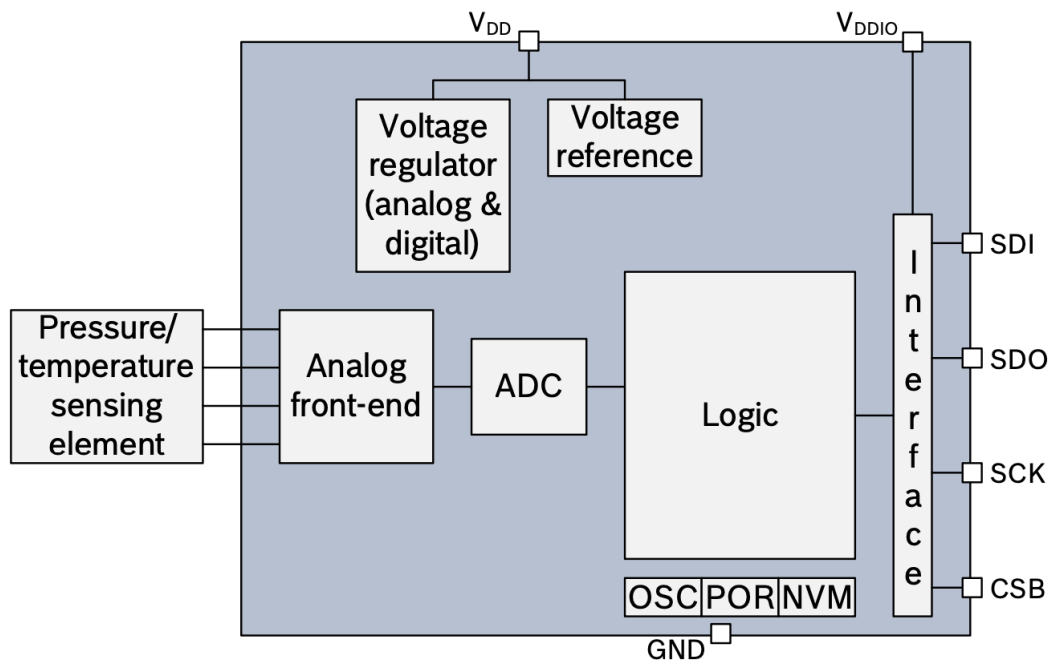 VDD
VDDIO
Voltage
regulator
(analog &
digital)
Voltage
reference
Pressure/
temperature
sensing
element
Analog
front-end
ADC
Logic
Interface
SDI
SDO
SCK
CSB
OSC POR NVM
GND